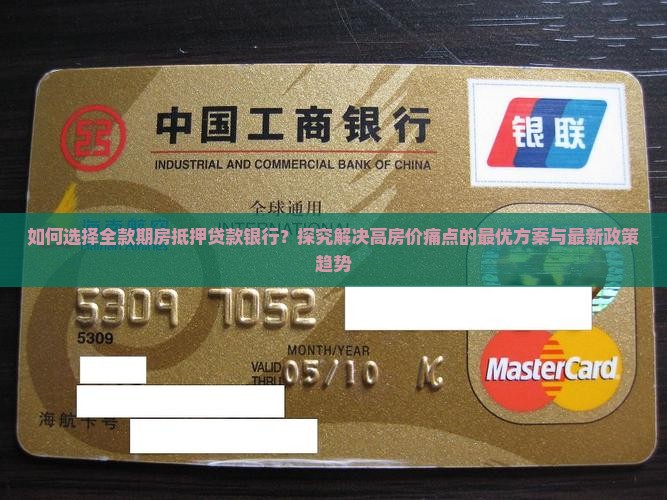 中国工商银行
INDUSTRIAL AND COMMERCIAL BANK OF CHINA
银联
全球通用
如何选择全款期房抵押贷款银行？探究解决高房价痛点的最优方案与最新政策
趋势
5309 7052
5309
MONTH/YEAR
VALID
THRU
05/10
MasterCard
海航卡号